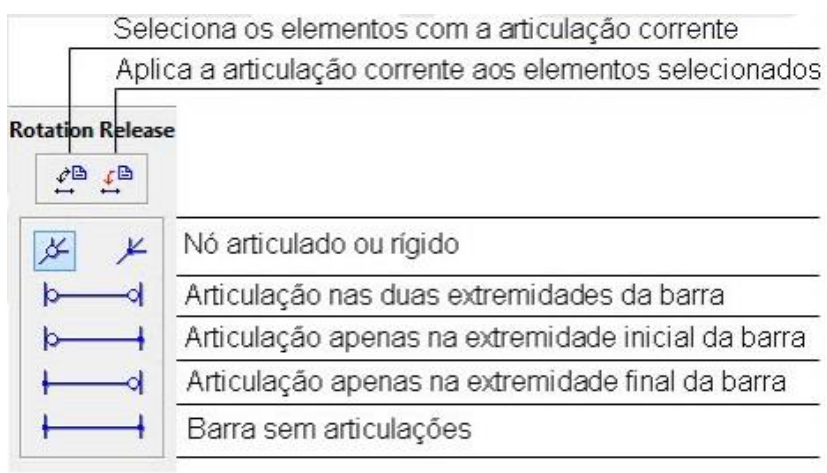 Seleciona os elementos com a articulação corrente
Aplica a articulação corrente aos elementos selecionados
Rotation Release
Nó articulado ou rígido
Articulação nas duas extremidades da barra
Articulação apenas na extremidade inicial da barra
Articulação apenas na extremidade final da barra
Barra sem articulações